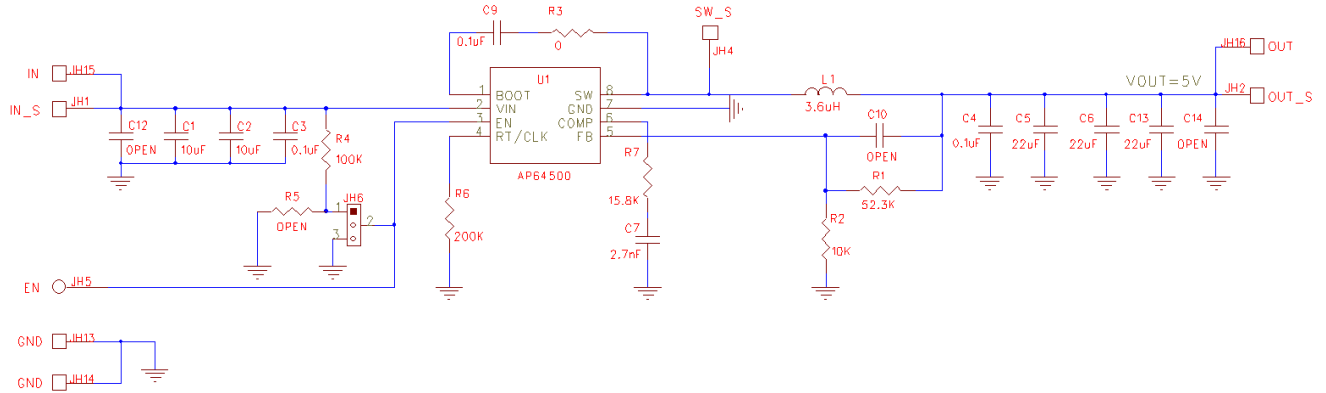 C9
R3
0.1uF
0
SW_S
JH4
IN
JH15
IN_S
JH1
C12
OPEN
C1
10uF
C2
10uF
C3
0.1uF
R4
100K
U1
1
BOOT
SW
8
2
VIN
GND
7
3
EN
COMP
6
4
RT/CLK
FB
5
AP64500
L1
3.6uH
VOUT=5V
JH16
OUT
JH2
OUT_S
C10
OPEN
R1
52.3K
R2
10K
C4
0.1uF
C5
22uF
C6
22uF
C13
22uF
C14
OPEN
R7
15.8K
C7
2.7nF
R6
200K
R5
OPEN
JH6
1
2
3
EN
JH5
GND
JH13
GND
JH14